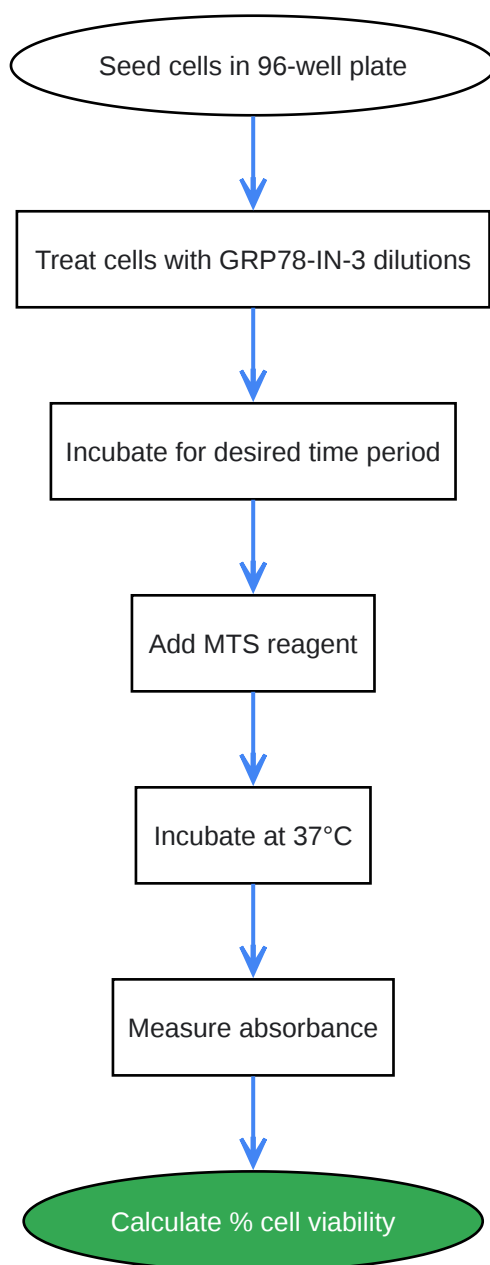 Seed cells in 96-well plate
Treat cells with GRP78-IN-3 dilutions
Incubate for desired time period
Add MTS reagent
Incubate at 37°C
Measure absorbance
Calculate % cell viability